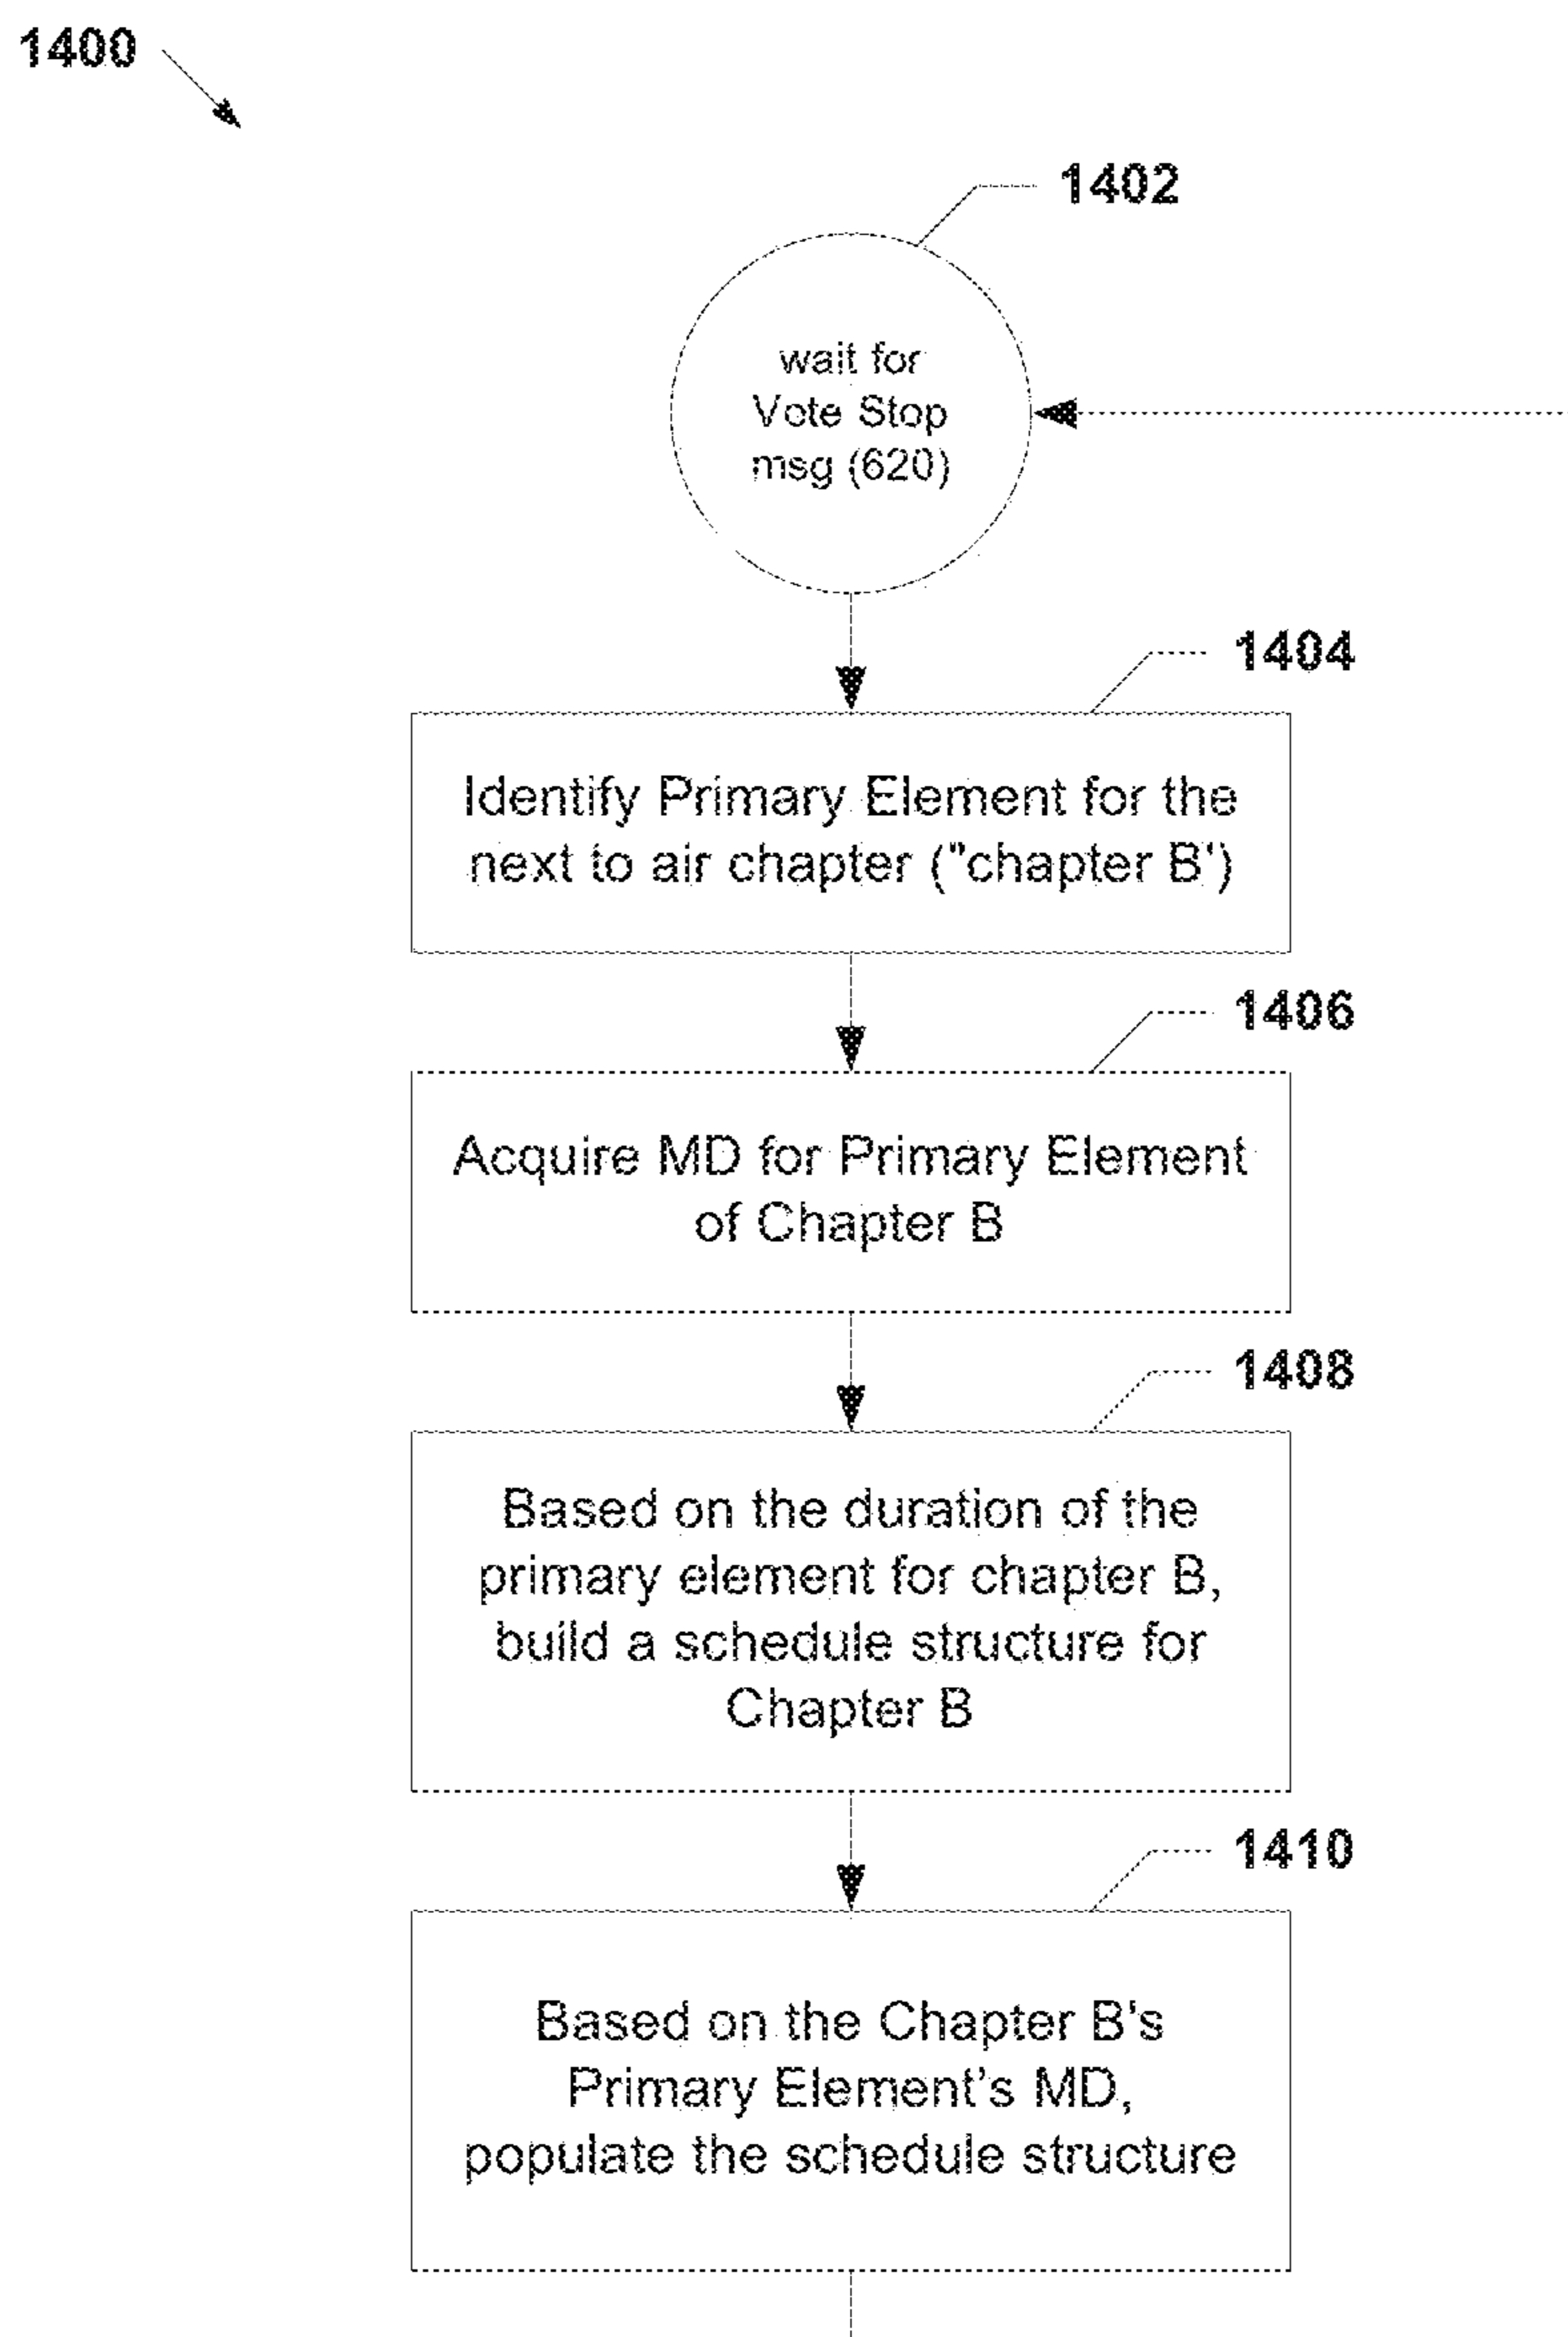 1400
1402
wait for
Vote Stop
msg (620)
1404
Identify Primary Element for the
next to air chapter ("chapter B')
1406
Acquire MD for Primary Element
of Chapter B
1408
Based on the duration of the
primary element for chapter B,
build a schedule structure for
Chapter B
1410
Based on the Chapter B's
Primary Element's MD,
populate the schedule structure